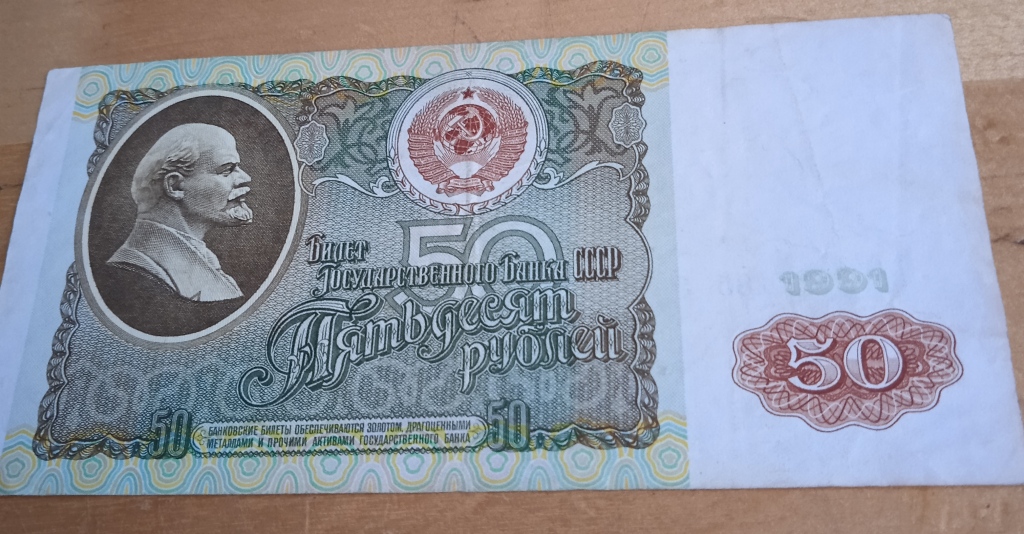 50
Билет
Государственного Банка СССР
Пятьдесят
рублей
1991
50
50
БАНКОВСКИЕ БИЛЕТЫ ОБЕСПЕЧИВАЮТСЯ ЗОЛОТОМ, ДРАГОЦЕННЫМИ
МЕТАЛЛАМИ И ПРОЧИМИ АКТИВАМИ ГОСУДАРСТВЕННОГО БАНКА
50